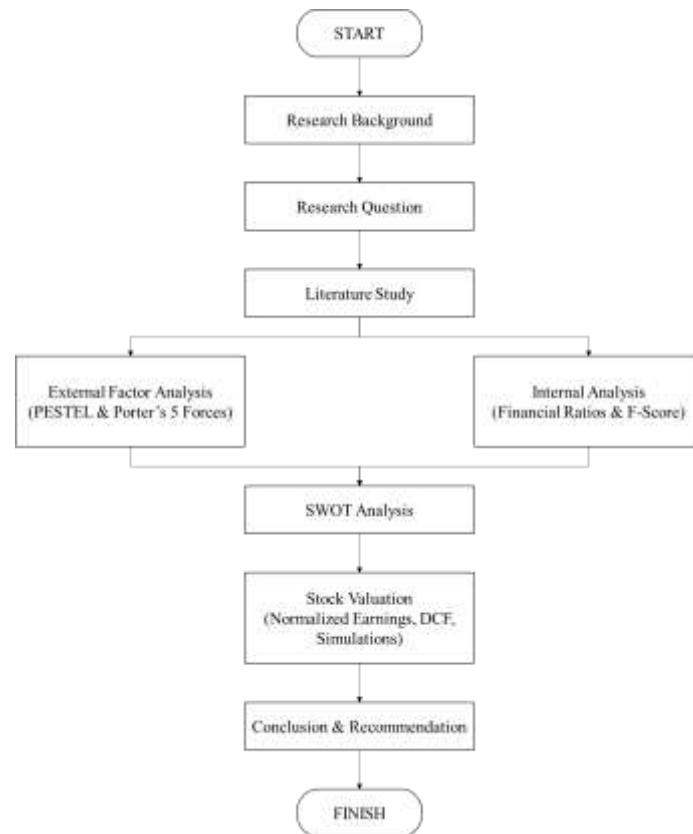 START
Research Background
Research Question
Literature Study
External Factor Analysis
(PESTEL & Porter´s 5 Forces)
Internal Analysis
(Financial Ratios & F-Score)
SWOT Analysis
Stock Valuation
(Normalized Earnings, DCF,
Simulations)
Conclusion & Recommendation
FINISH